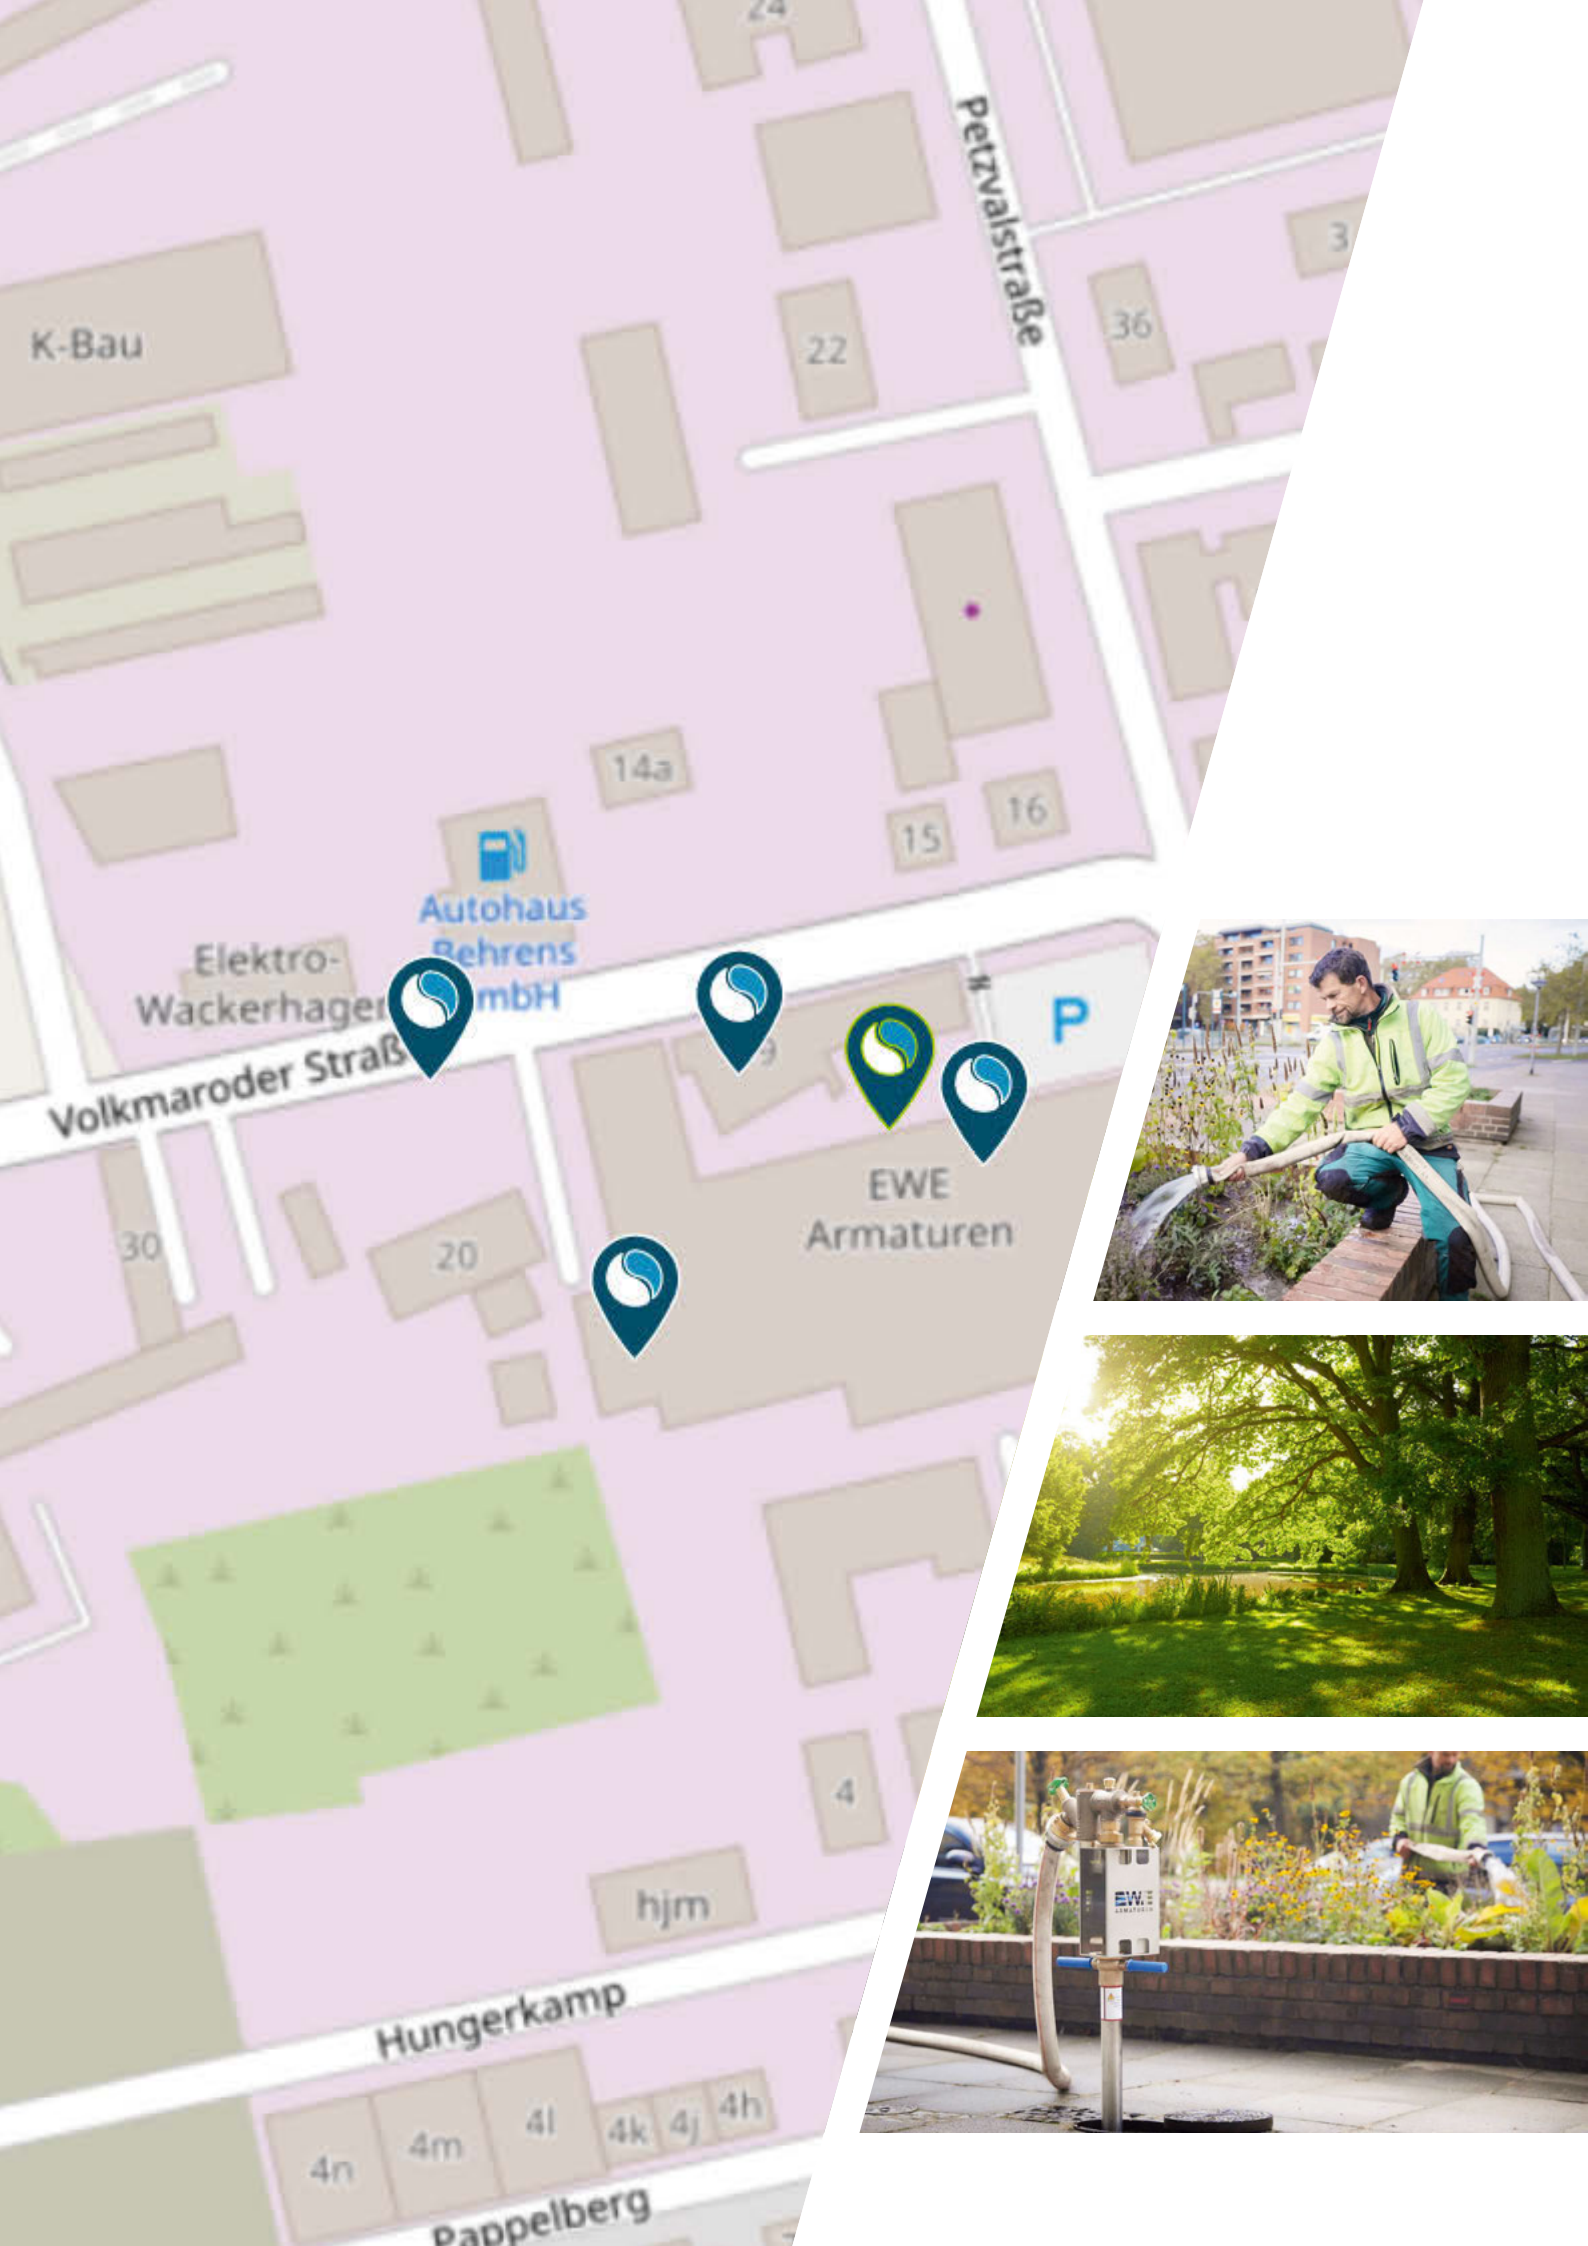 24
Petzvalstraße
3
36
K-Bau
22
14a
16
15
Autohaus
Behrens
mbH
Elektro-
Wackerhagen
Volkmaroder Straß
P
9
EWE
Armaturen
30
20
4
EWE
ARMATUREN
hjm
Hungerkamp
4n
4m
4l
4k
4j
4h
Pappelberg